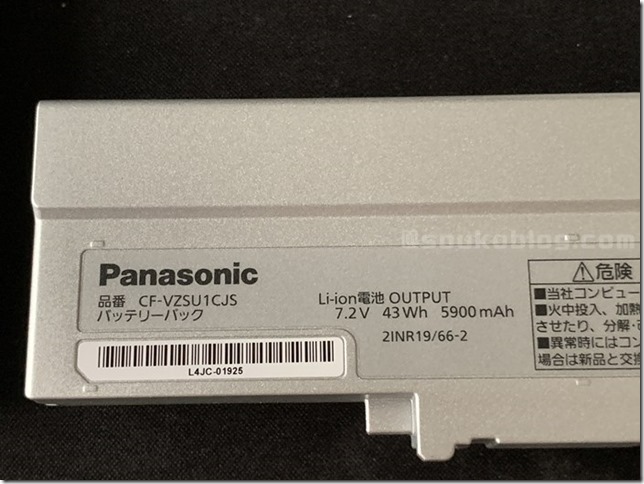 soukoblog.com
Panasonic
品番 CF-VZSU1CJS
バッテリーパック
L4JC-01925
Li-ion電池 OUTPUT
7.2V 43Wh 5900mAh
2INR19/66-2
⚠危険
■当社コンピュー
■火中投入、加熱
させたり、分解・
■異常時にはコン
場合は新品と交換